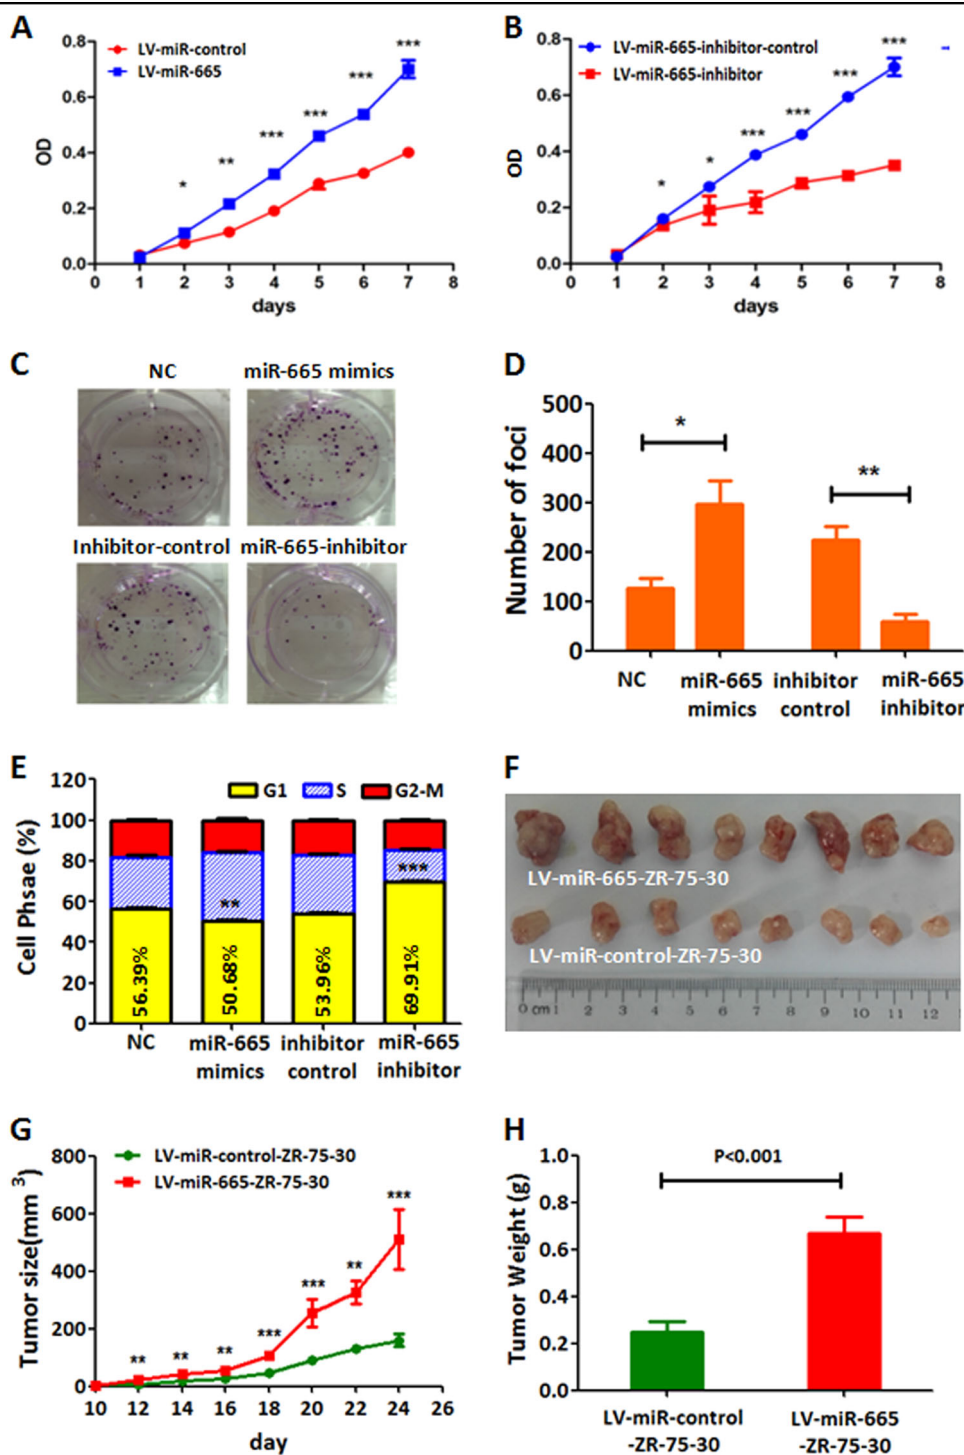 A
LV-miR-control
LV-miR-665
OD
0.8
0.6
0.4
0.2
0.0
* ** *** *** *** ***
0 1 2 3 4 5 6 7 8
days
B
LV-miR-665-inhibitor-control
LV-miR-665-inhibitor
OD
0.8
0.6
0.4
0.2
0.0
* * *** *** *** ***
0 1 2 3 4 5 6 7 8
days
C
NC miR-665 mimics
Inhibitor-control miR-665-inhibitor
D
Number of foci
500
400
300
200
100
0
* **
NC miR-665 inhibitor miR-665
mimics control inhibitor
E
Cell Phsae (%)
120
100
80
60
40
20
0
G1 S G2-M
** ***
56.39% 50.68% 53.96% 69.91%
NC miR-665 inhibitor miR-665
mimics control inhibitor
F
LV-miR-665-ZR-75-30
LV-miR-control-ZR-75-30
0 cm 1 2 3 4 5 6 7 8 9 10 11 12
G
LV-miR-control-ZR-75-30
LV-miR-665-ZR-75-30
Tumor size(mm 3)
800
600
400
200
0
** ** ** *** *** ** ***
10 12 14 16 18 20 22 24 26
day
H
Tumor Weight (g)
1.0
0.8
0.6
0.4
0.2
0.0
P<0.001
LV-miR-control LV-miR-665
-ZR-75-30 -ZR-75-30